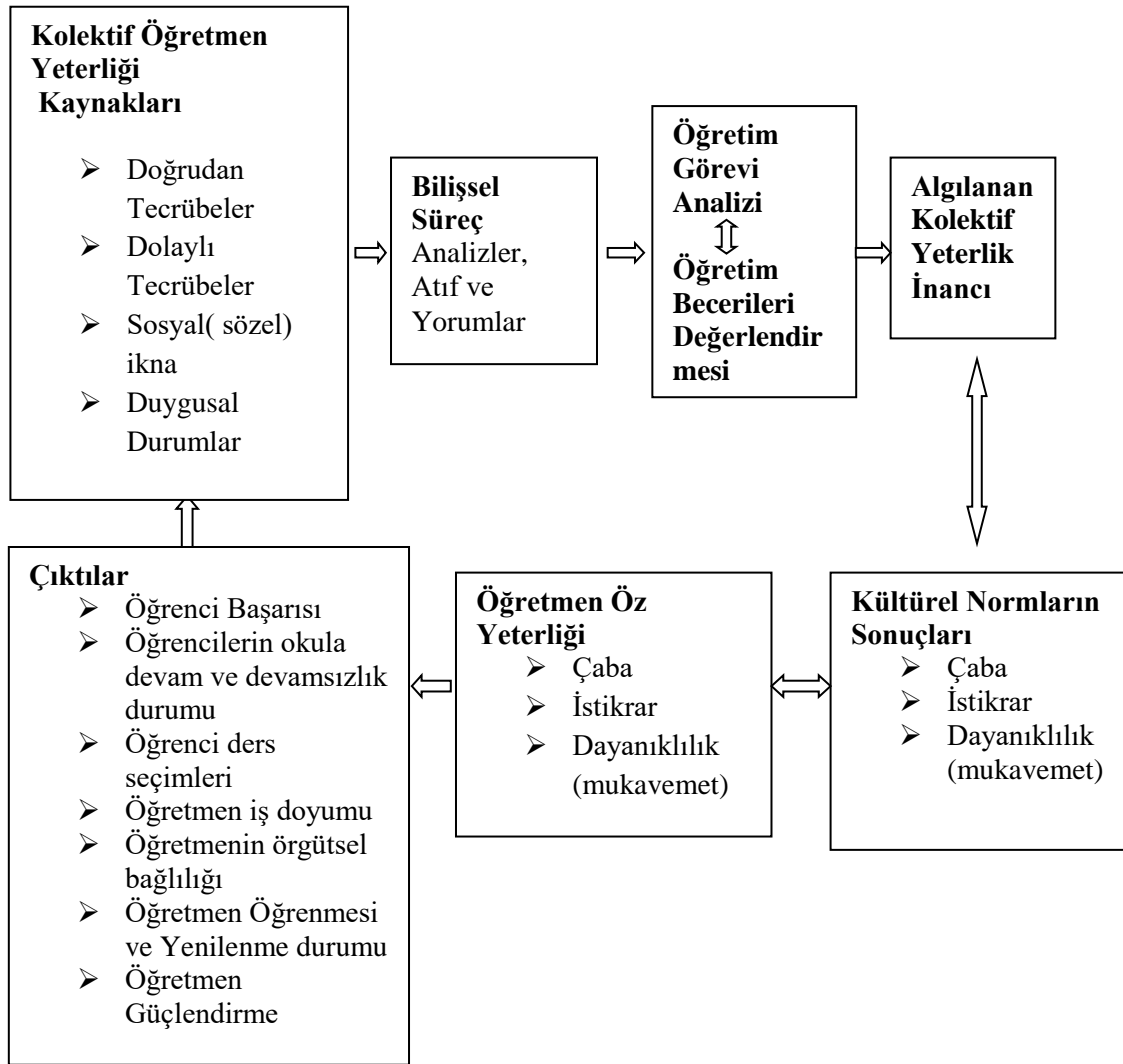 Kolektif Öğretmen
Yeterliği
Kaynakları
➢ Doğrudan
Tecrübeler
➢ Dolaylı
Tecrübeler
➢ Sosyal( sözel)
ikna
➢ Duygusal
Durumlar
Bilişsel
Süreç
Analizler,
Atıf ve
Yorumlar
Öğretim
Görevi
Analizi
Öğretim
Becerileri
Değerlendir
mesi
Algılanan
Kolektif
Yeterlik
İnancı
Çıktılar
➢ Öğrenci Başarısı
➢ Öğrencilerin okula
devam ve devamsızlık
durumu
➢ Öğrenci ders
seçimleri
➢ Öğretmen iş doyumu
➢ Öğretmenin örgütsel
bağlılığı
➢ Öğretmen Öğrenmesi
ve Yenilenme durumu
➢ Öğretmen
Güçlendirme
Öğretmen Öz
Yeterliği
➢ Çaba
➢ İstikrar
➢ Dayanıklılık
(mukavemet)
Kültürel Normların
Sonuçları
➢ Çaba
➢ İstikrar
➢ Dayanıklılık
(mukavemet)